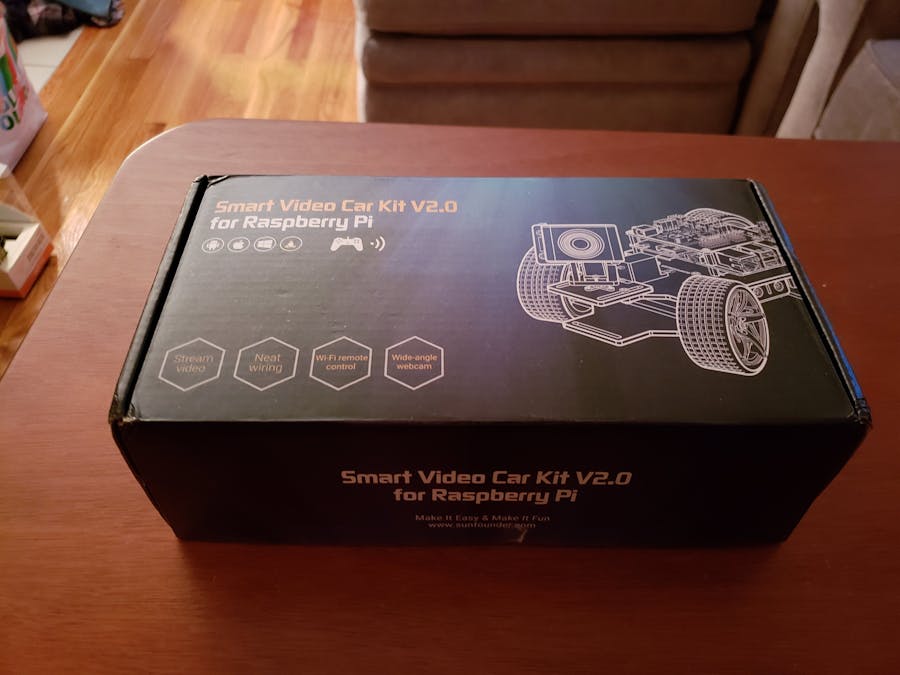 Smart Video Car Kit V2.0
for Raspberry Pi
Stream
video
Neat
wiring
Wi-Fi remote
control
Wide-angle
webcam
Smart Video Car Kit V2.0
for Raspberry Pi
Make It Easy & Make It Fun
www.sunfounder.com